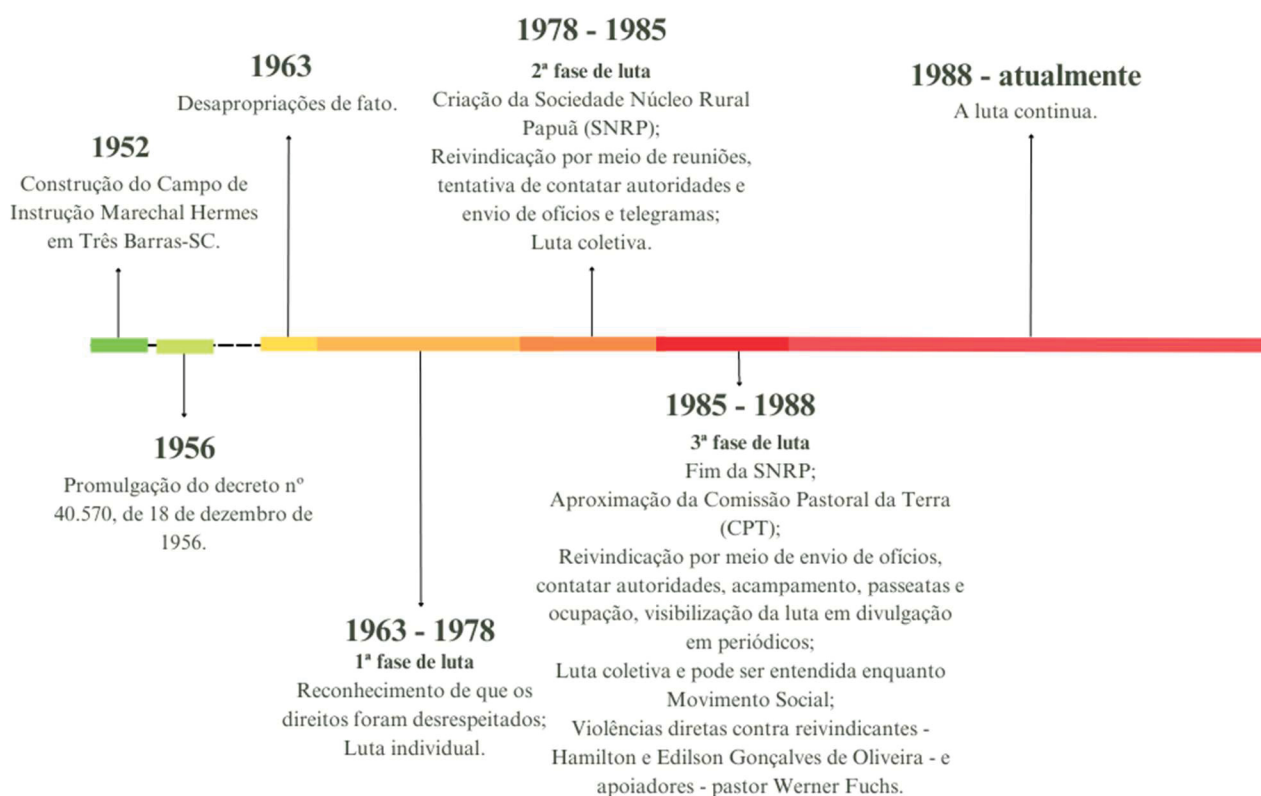 1952
Construção do Campo de
Instrução Marechal Hermes
em Três Barras-SC.
1956
Promulgação do decreto nº
40.570, de 18 de dezembro de
1956.
1963
Desapropriações de fato.
1963 - 1978
1ª fase de luta
Reconhecimento de que os
direitos foram desrespeitados;
Luta individual.
1978 - 1985
2ª fase de luta
Criação da Sociedade Núcleo Rural
Papuã (SNRP);
Reivindicação por meio de reuniões,
tentativa de contatar autoridades e
envio de ofícios e telegramas;
Luta coletiva.
1985 - 1988
3ª fase de luta
Fim da SNRP;
Aproximação da Comissão Pastoral da Terra
(CPT);
Reivindicação por meio de envio de ofícios,
contatar autoridades, acampamento, passeatas e
ocupação, visibilização da luta em divulgação
em periódicos;
Luta coletiva e pode ser entendida enquanto
Movimento Social;
Violências diretas contra reivindicantes -
Hamilton e Edilson Gonçalves de Oliveira - e
apoiadores - pastor Werner Fuchs.
1988 - atualmente
A luta continua.